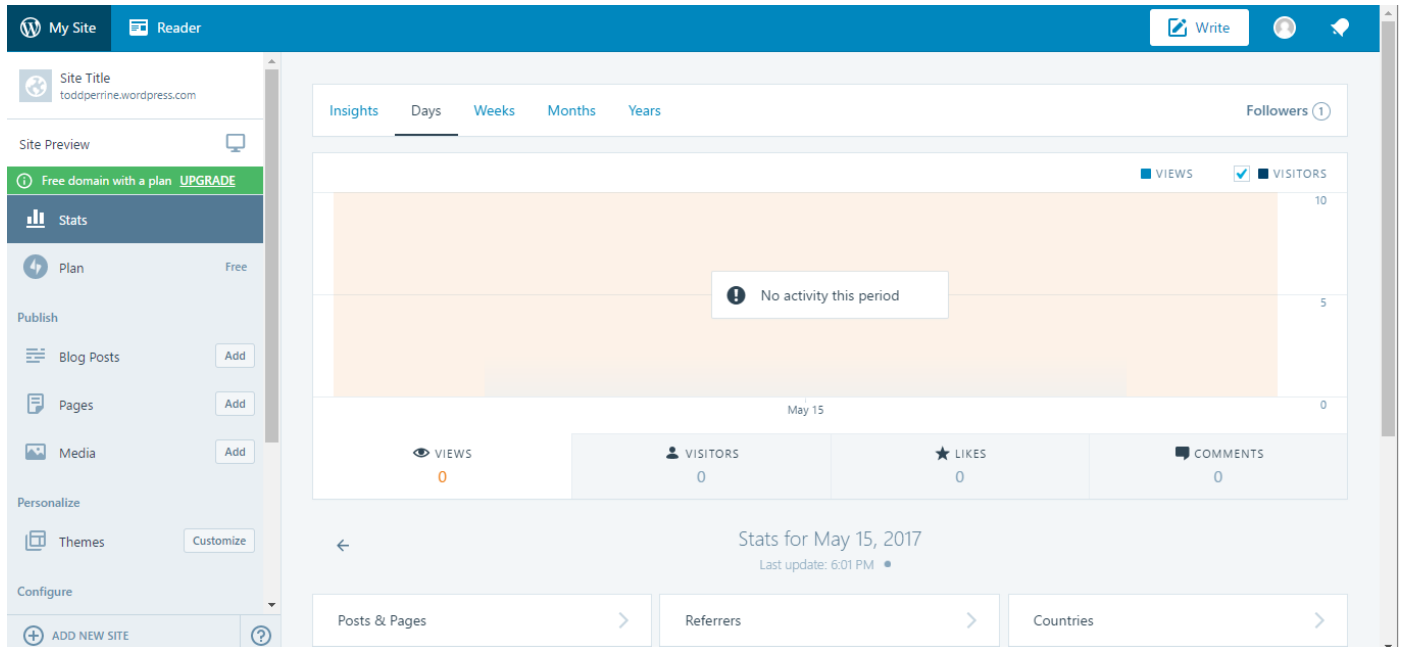 My Site Reader Write
Site Title
toddperrine.wordpress.com
Site Preview
Free domain with a plan UPGRADE
Stats
Plan Free
Publish
Blog Posts Add
Pages Add
Media Add
Personalize
Themes Customize
Configure
ADD NEW SITE
Insights Days Weeks Months Years Followers 1
VIEWS VISITORS
10
No activity this period
5
May 15 0
VIEWS VISITORS LIKES COMMENTS
0 0 0 0
Stats for May 15, 2017
Last update: 6:01 PM
Posts & Pages Referrers Countries